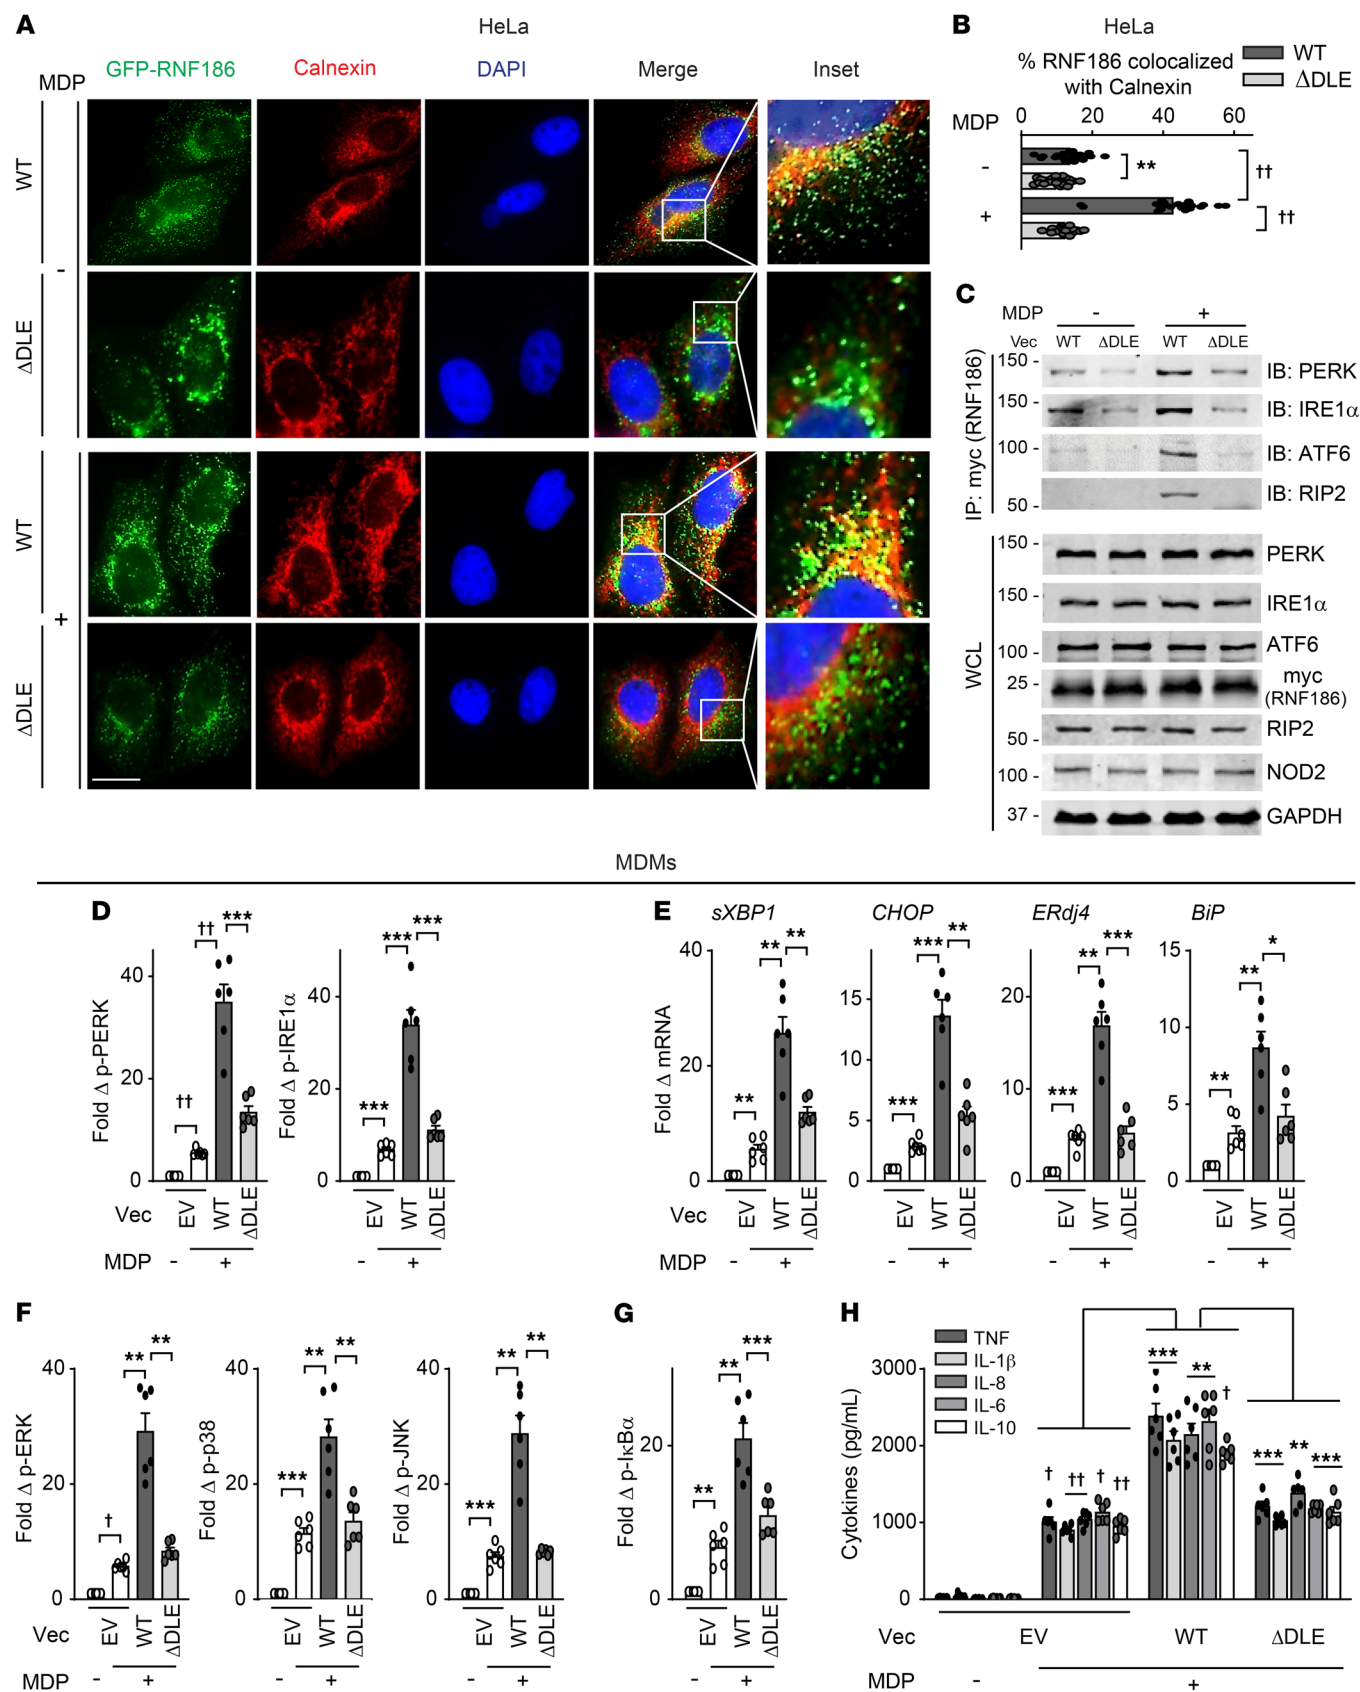 A
HeLa
GFP-RNF186 Calnexin DAPI Merge Inset
MDP
WT
-
ΔDLE
WT
+
ΔDLE
B
HeLa
% RNF186 colocalized
with Calnexin
WT
ΔDLE
MDP 0 20 40 60
-
**
††
+
††
C
MDP - +
Vec WT ΔDLE WT ΔDLE
IP: myc (RNF186)
150 - IB: PERK
150 - IB: IRE1α
100 - IB: ATF6
50 - IB: RIP2
WCL
150 - PERK
150 - IRE1α
100 - ATF6
25 - myc
(RNF186)
50 - RIP2
100 - NOD2
37 - GAPDH
MDMs
D
Fold Δ p-PERK
40
20
0
††
††
***
Fold Δ p-IRE1α
40
20
0
***
***
***
Vec EV WT ΔDLE EV WT ΔDLE
MDP - + - +
E
sXBP1 CHOP ERdj4 BiP
Fold Δ mRNA
40
20
0
**
**
**
15
10
5
0
***
***
**
20
10
0
***
**
***
15
10
5
0
**
**
*
Vec EV WT ΔDLE EV WT ΔDLE EV WT ΔDLE EV WT ΔDLE
MDP - + - + - + - +
F
Fold Δ p-ERK
40
20
0
†
**
**
Fold Δ p-p38
40
20
0
***
**
**
Fold Δ p-JNK
40
20
0
***
**
**
Vec EV WT ΔDLE EV WT ΔDLE EV WT ΔDLE
MDP - + - + - +
G
Fold Δ p-IκBα
20
0
**
**
***
EV WT ΔDLE
- +
H
TNF
IL-1β
IL-8
IL-6
IL-10
Cytokines (pg/mL)
3000
2000
1000
0
† †† † ††
*** ** †
*** ** ***
Vec EV WT ΔDLE
MDP - +